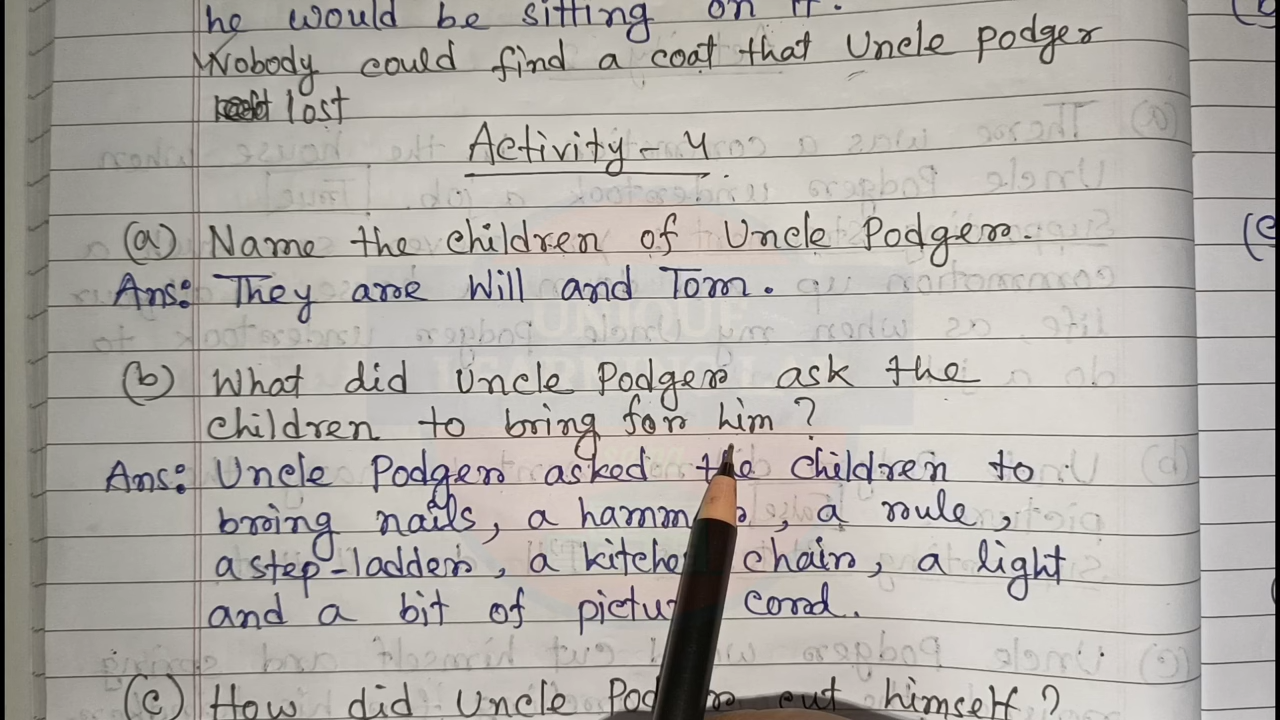 he would be sitting on it.
Nobody could find a coat that Uncle Podger
lost
Activity - 4
(a) Name the children of Uncle Podger.
Ans: They are Will and Tom.
(b) What did Uncle Podger ask the
children to bring for him?
Ans: Uncle Podger asked the children to
bring nails, a hammer, a rule,
a step-ladder, a kitchen chair, a light
and a bit of picture cord.
(c) How did Uncle Podger cut himself?